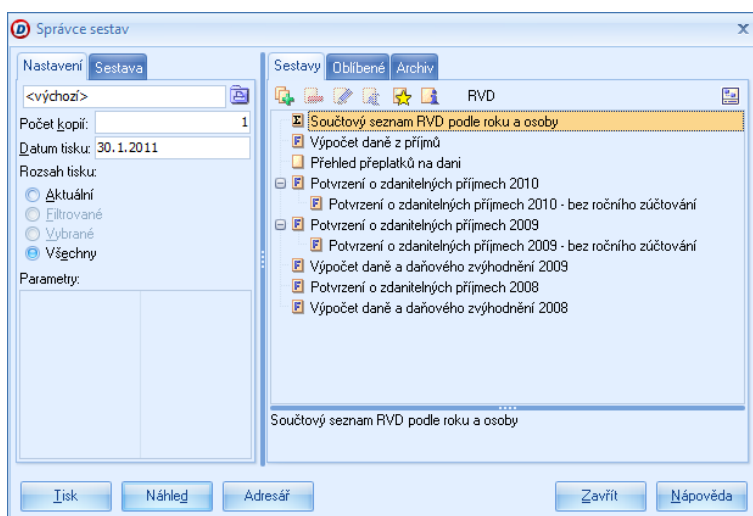 Správce sestav
Nastavení Sestava
<výchozí>
Počet kopií: 1
Datum tisku: 30.1.2011
Rozsah tisku:
Aktuální
Filtrované
Vybrané
Všechny
Parametry:
Sestavy Oblíbené Archiv
RVD
Součtový seznam RVD podle roku a osoby
Výpočet daně z příjmů
Přehled přeplatků na dani
Potvrzení o zdanitelných příjmech 2010
Potvrzení o zdanitelných příjmech 2010 - bez ročního zúčtování
Potvrzení o zdanitelných příjmech 2009
Potvrzení o zdanitelných příjmech 2009 - bez ročního zúčtování
Výpočet daně a daňového zvýhodnění 2009
Potvrzení o zdanitelných příjmech 2008
Výpočet daně a daňového zvýhodnění 2008
Součtový seznam RVD podle roku a osoby
Tisk Náhled Adresář Zavřít Nápověda